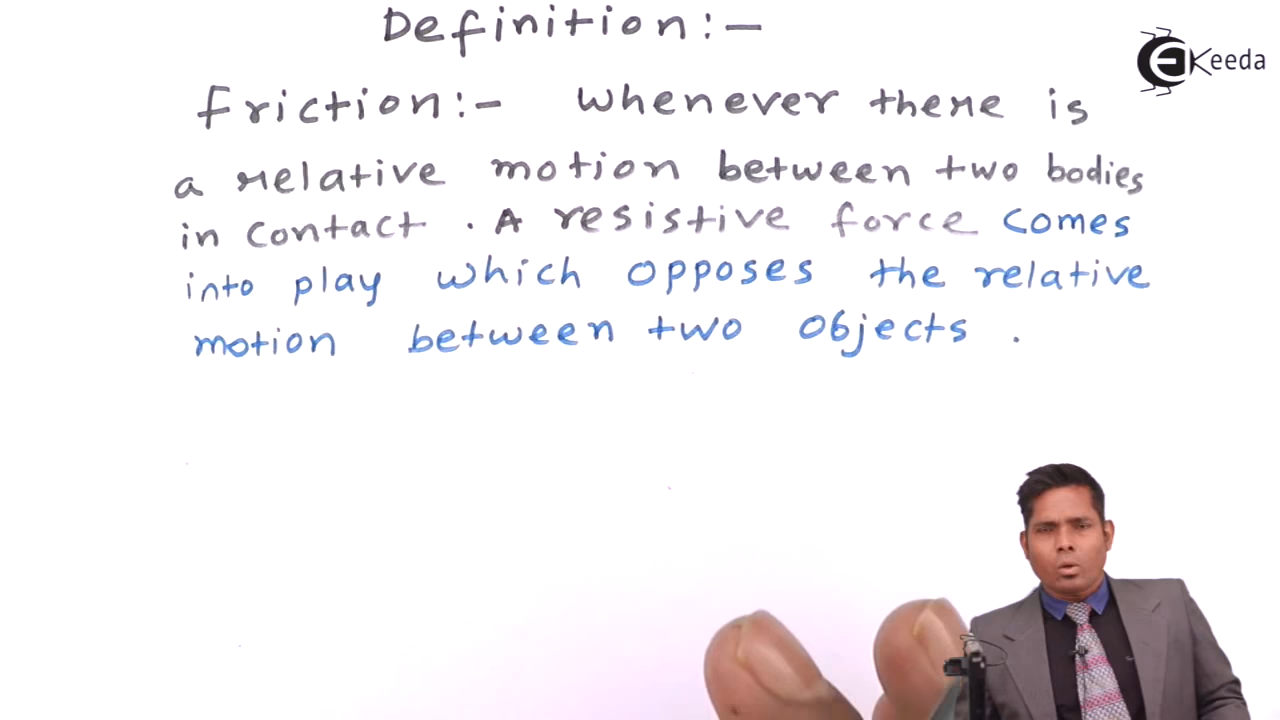 Definition:-
Ekeeda
Friction:- Whenever there is
a relative motion between two bodies
in contact . A resistive force comes
into play which opposes the relative
motion between two objects .